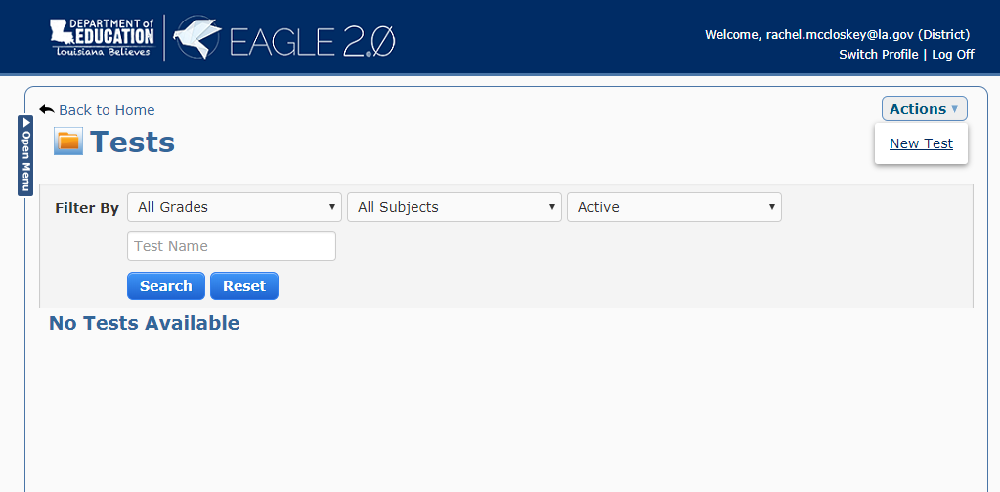 DEPARTMENT of
EDUCATION
Louisiana Believes
EAGLE 2.0
Welcome, rachel.mccloskey@la.gov (District)
Switch Profile | Log Off
Back to Home
Actions ▼
Tests
New Test
Open Menu
Filter By All Grades All Subjects Active
Test Name
Search Reset
No Tests Available